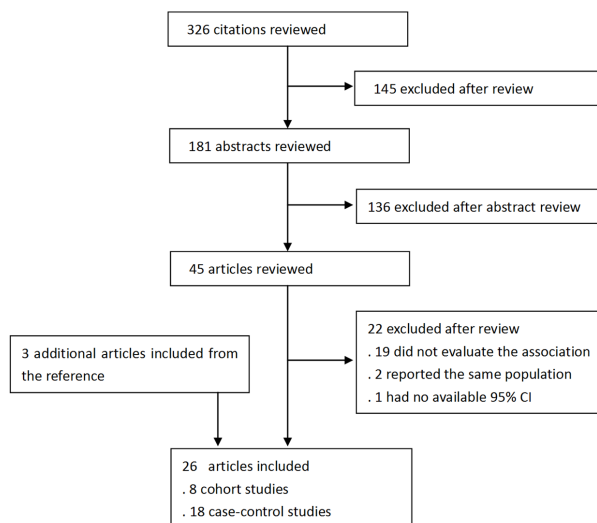 326 citations reviewed
145 excluded after review
181 abstracts reviewed
136 excluded after abstract review
45 articles reviewed
22 excluded after review
. 19 did not evaluate the association
. 2 reported the same population
. 1 had no available 95% CI
3 additional articles included from
the reference
26 articles included
. 8 cohort studies
. 18 case-control studies